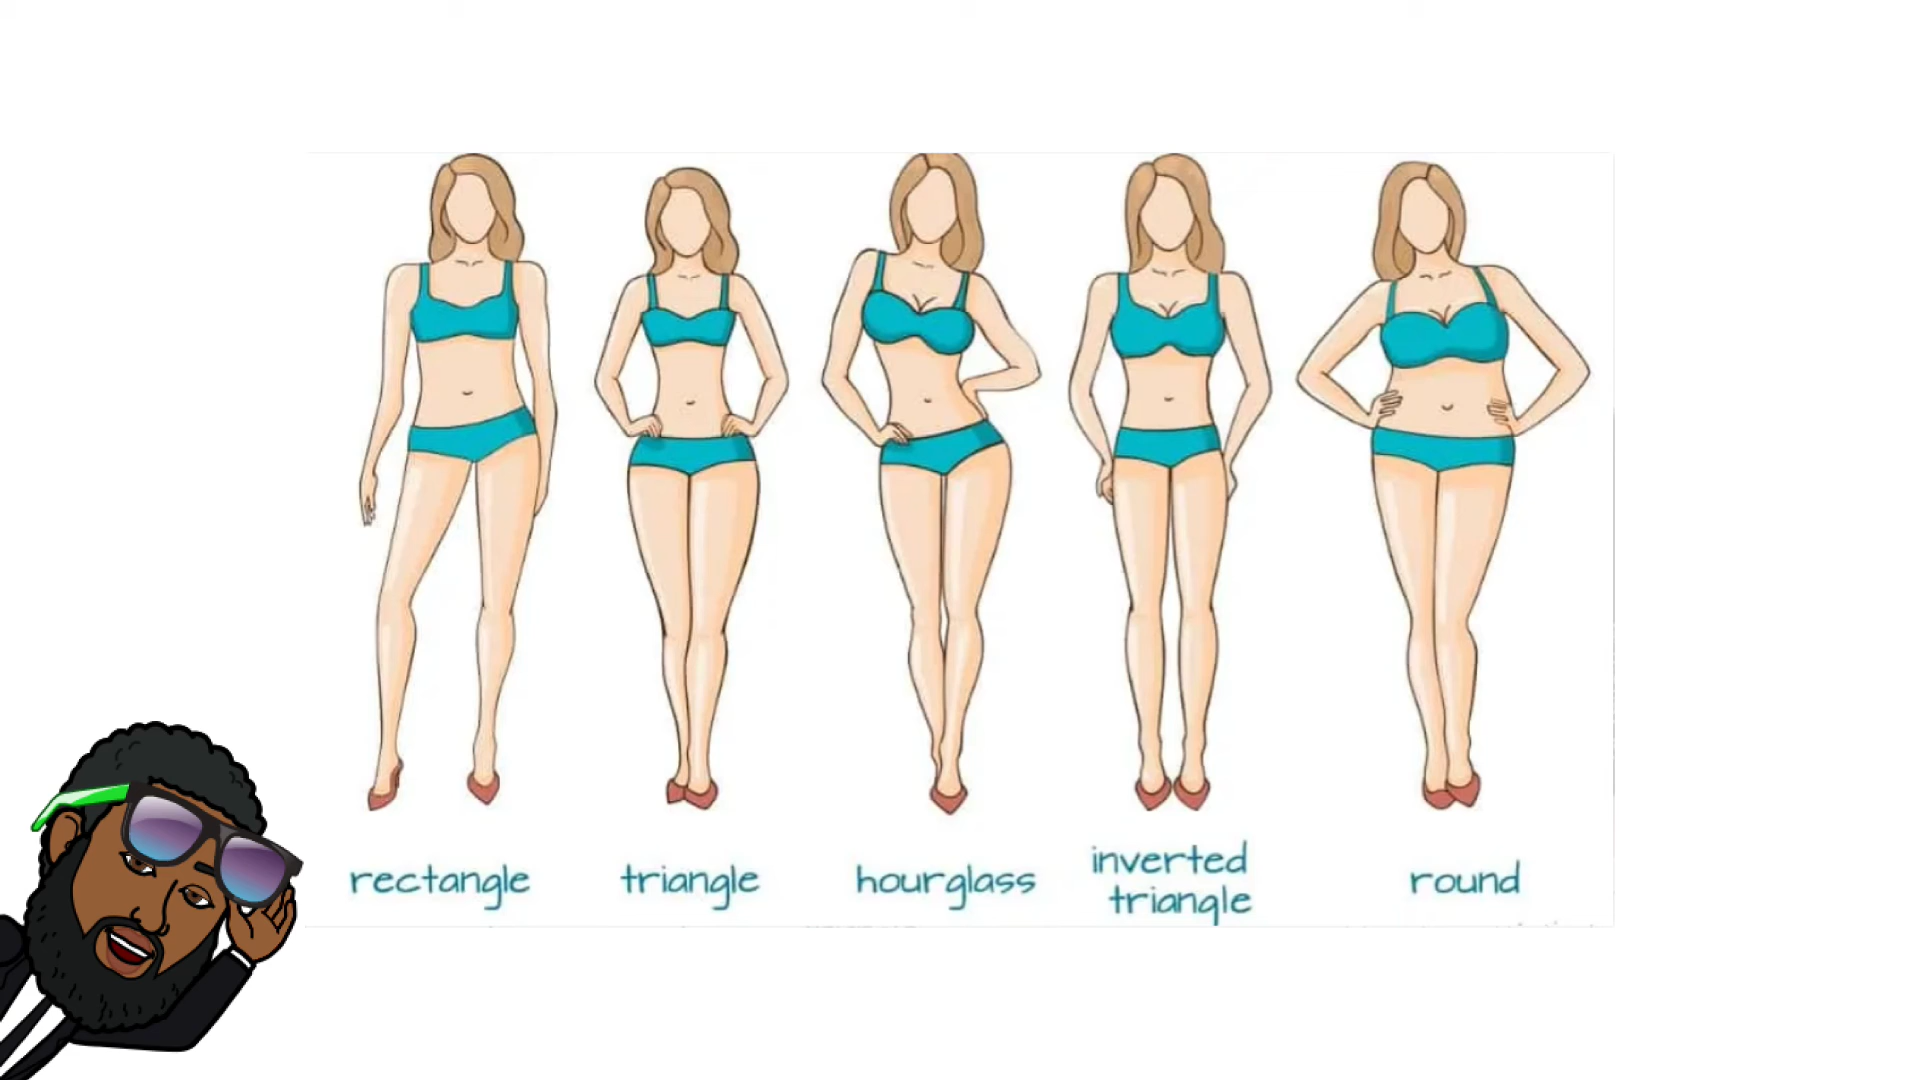 rectangle
triangle
hourglass
inverted
triangle
round